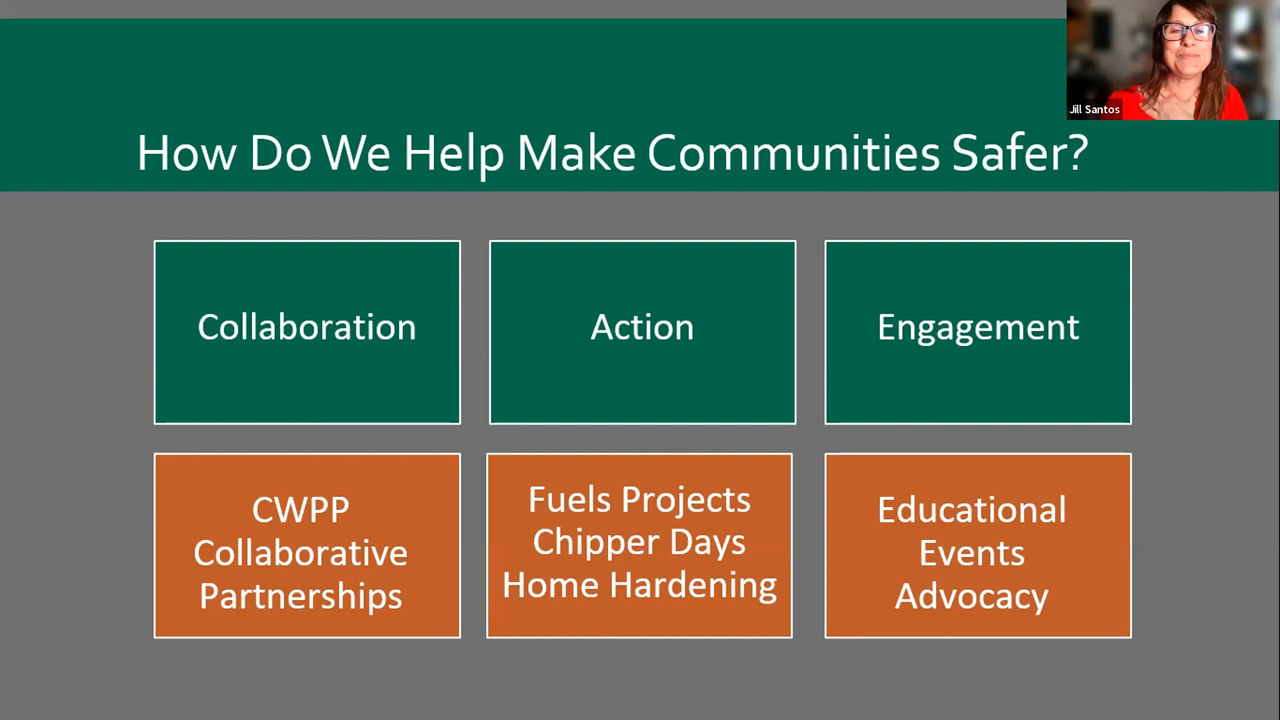 Jill Santos
How Do We Help Make Communities Safer?
Collaboration
Action
Engagement
CWPP
Collaborative
Partnerships
Fuels Projects
Chipper Days
Home Hardening
Educational
Events
Advocacy